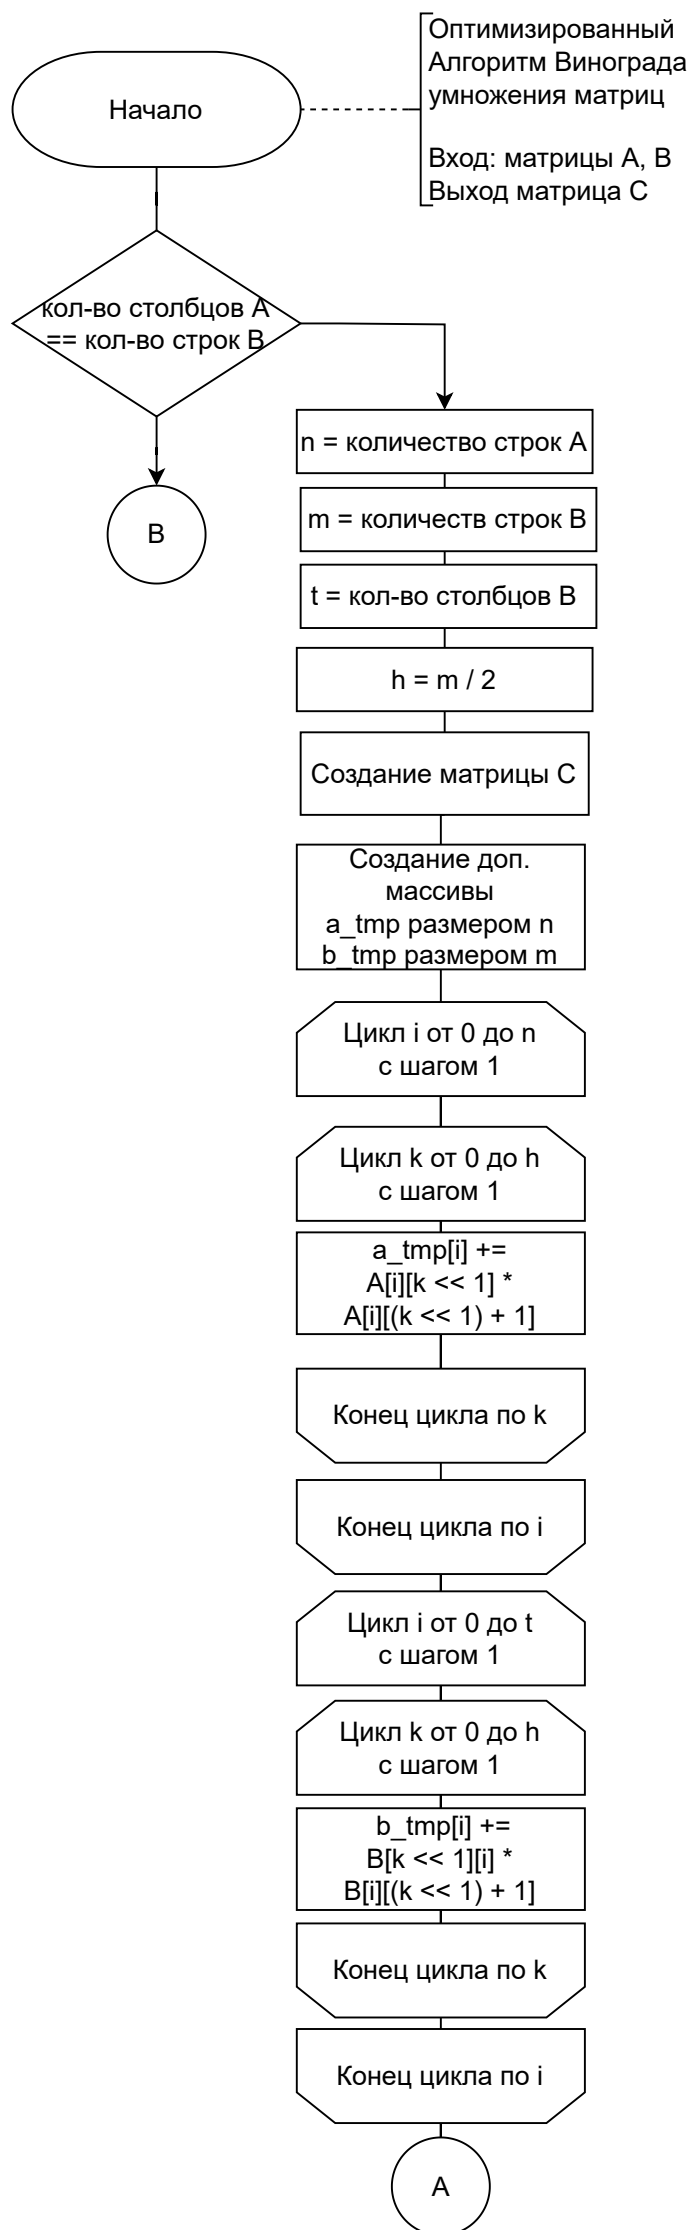 Оптимизированный
Алгоритм Винограда
умножения матриц
Вход: матрицы A, B
Выход матрица C
Начало
кол-во столбцов A
== кол-во строк B
B
n = количество строк A
m = количеств строк B
t = кол-во столбцов B
h = m / 2
Создание матрицы C
Создание доп.
массивы
a_tmp размером n
b_tmp размером m
Цикл i от 0 до n
с шагом 1
Цикл k от 0 до h
с шагом 1
a_tmp[i] +=
A[i][k << 1] *
A[i][(k << 1) + 1]
Конец цикла по k
Конец цикла по i
Цикл i от 0 до t
с шагом 1
Цикл k от 0 до h
с шагом 1
b_tmp[i] +=
B[k << 1][i] *
B[i][(k << 1) + 1]
Конец цикла по k
Конец цикла по i
A